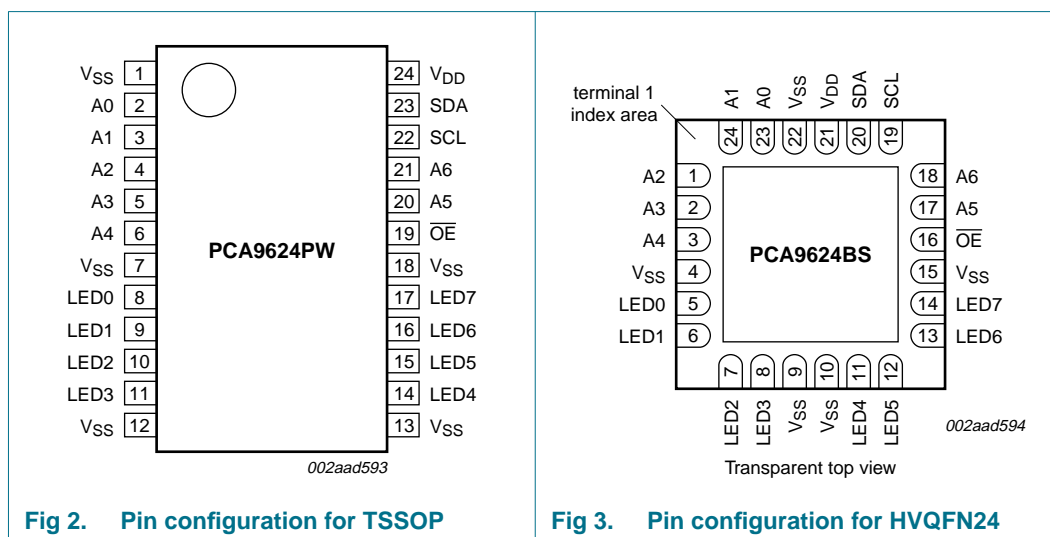 VSS 1
A0 2
A1 3
A2 4
A3 5
A4 6
VSS 7
LED0 8
LED1 9
LED2 10
LED3 11
VSS 12
PCA9624PW
24 VDD
23 SDA
22 SCL
21 A6
20 A5
19 OE
18 VSS
17 LED7
16 LED6
15 LED5
14 LED4
13 VSS
002aad593
Fig 2. Pin configuration for TSSOP
terminal 1
index area
A1 A0 VSS VDD SDA SCL
24 23 22 21 20 19
A2 1
A3 2
A4 3
VSS 4
LED0 5
LED1 6
PCA9624BS
18 A6
17 A5
16 OE
15 VSS
14 LED7
13 LED6
7 8 9 10 11 12
LED2 LED3 VSS VSS LED4 LED5
002aad594
Transparent top view
Fig 3. Pin configuration for HVQFN24